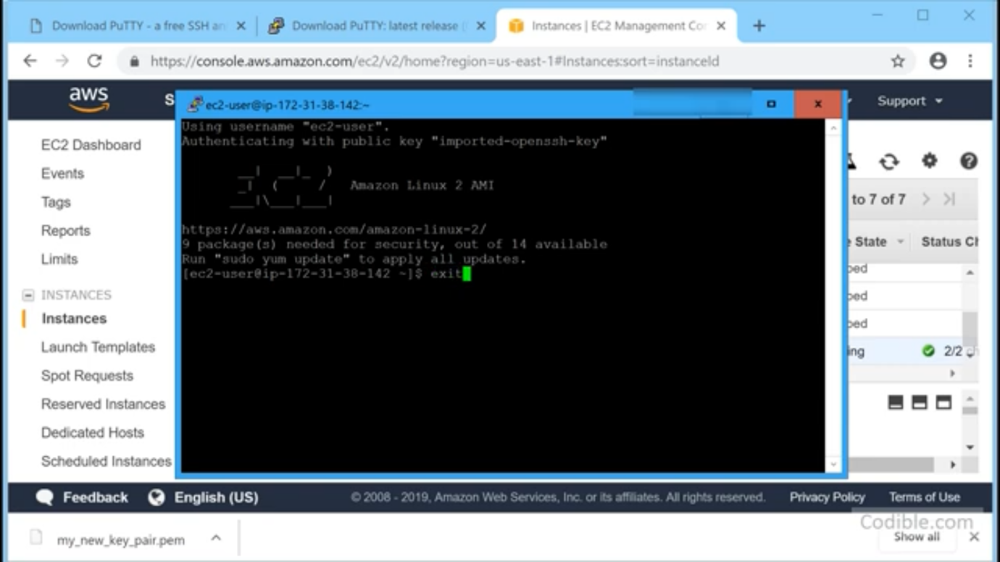 Download PuTTY - a free SSH an
Download PuTTY: latest release (
Instances | EC2 Management Cor
https://console.aws.amazon.com/ec2/v2/home?region=us-east-1#Instances:sort=instanceId
aws
S
Support
ec2-user@ip-172-31-38-142:~
Using username "ec2-user".
Authenticating with public key "imported-openssh-key"
__|  __|_  )
_|  (     /   Amazon Linux 2 AMI
___|\___|___|
https://aws.amazon.com/amazon-linux-2/
9 package(s) needed for security, out of 14 available
Run "sudo yum update" to apply all updates.
[ec2-user@ip-172-31-38-142 ~]$ exit
EC2 Dashboard
Events
Tags
Reports
Limits
INSTANCES
Instances
Launch Templates
Spot Requests
Reserved Instances
Dedicated Hosts
Scheduled Instances
to 7 of 7
e State
Status Ch
ped
ped
ped
ing
2/2 ch
Feedback
English (US)
© 2008 - 2019, Amazon Web Services, Inc. or its affiliates. All rights reserved.
Privacy Policy
Terms of Use
Codible.com
my_new_key_pair.pem
Show all